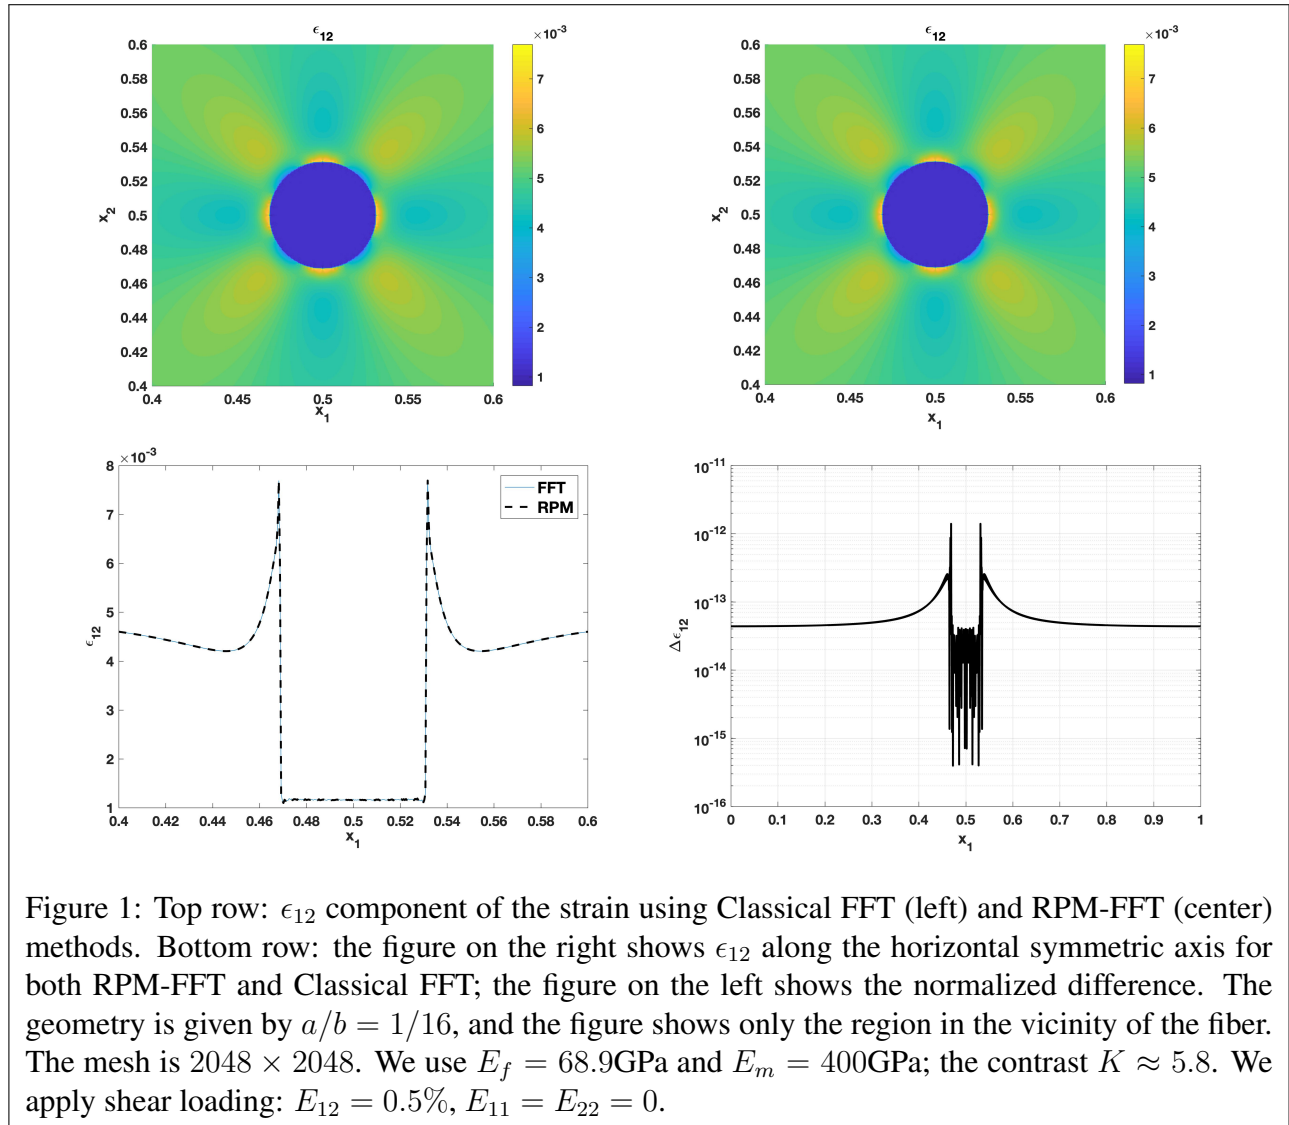 ϵ12
×10⁻³
0.6
0.58
0.56
0.54
0.52
0.5
0.48
0.46
0.44
0.42
0.4
x2
0.4 0.45 0.5 0.55 0.6
x1
7
6
5
4
3
2
1
ϵ12
×10⁻³
0.6
0.58
0.56
0.54
0.52
0.5
0.48
0.46
0.44
0.42
0.4
x2
0.4 0.45 0.5 0.55 0.6
x1
7
6
5
4
3
2
1
×10⁻³
8
7
6
5
4
3
2
1
ϵ12
FFT
RPM
0.4 0.42 0.44 0.46 0.48 0.5 0.52 0.54 0.56 0.58 0.6
x1
10⁻¹¹
10⁻¹²
10⁻¹³
10⁻¹⁴
10⁻¹⁵
10⁻¹⁶
Δϵ12
0 0.1 0.2 0.3 0.4 0.5 0.6 0.7 0.8 0.9 1
x1
Figure 1: Top row: ϵ12 component of the strain using Classical FFT (left) and RPM-FFT (center)
methods. Bottom row: the figure on the right shows ϵ12 along the horizontal symmetric axis for
both RPM-FFT and Classical FFT; the figure on the left shows the normalized difference. The
geometry is given by a/b = 1/16, and the figure shows only the region in the vicinity of the fiber.
The mesh is 2048 × 2048. We use Ef = 68.9GPa and Em = 400GPa; the contrast K ≈ 5.8. We
apply shear loading: E12 = 0.5%, E11 = E22 = 0.